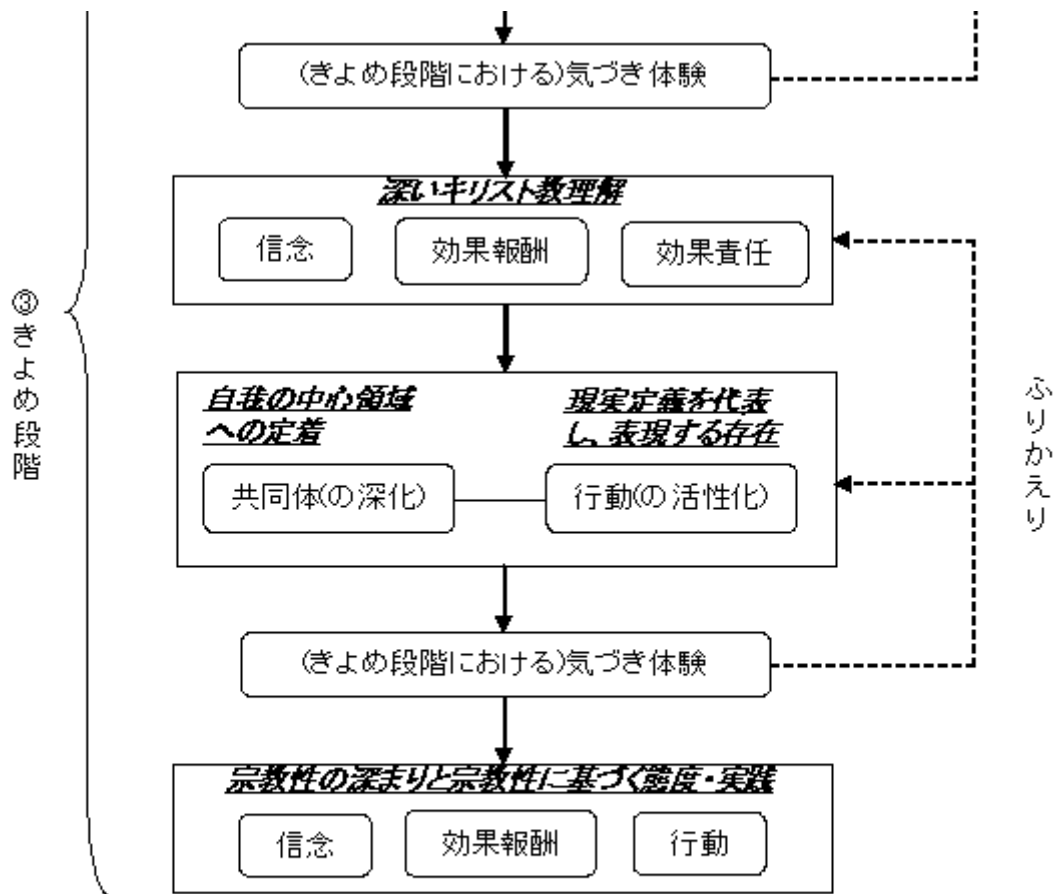 (きよめ段階における)気づき体験
深いキリスト教理解
信念
効果報酬
効果責任
③きよめ段階
自我の中心領域
への定着
現実定義を代表
し、表現する存在
共同体(の深化)
行動(の活性化)
ふりかえり
(きよめ段階における)気づき体験
宗教性の深まりと宗教性に基づく態度・実践
信念
効果報酬
行動